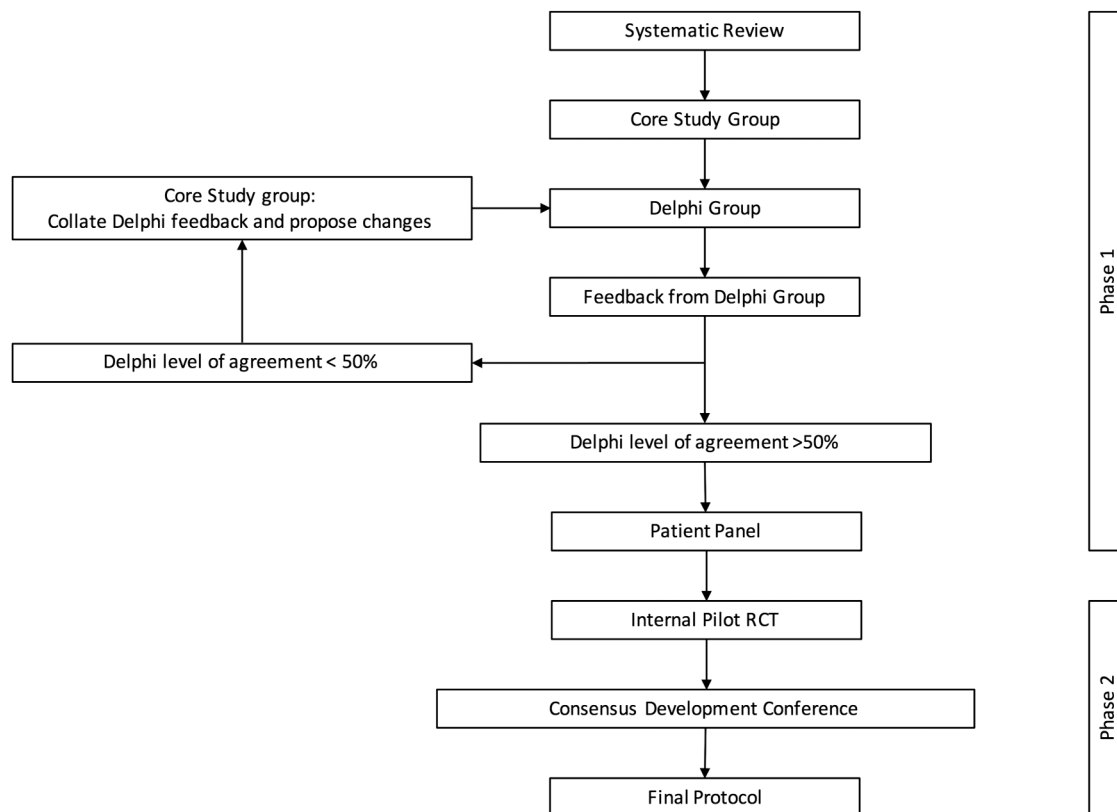 Systematic Review
Core Study Group
Core Study group:
Collate Delphi feedback and propose changes
Delphi Group
Feedback from Delphi Group
Delphi level of agreement < 50%
Delphi level of agreement >50%
Patient Panel
Phase 1
Internal Pilot RCT
Consensus Development Conference
Final Protocol
Phase 2